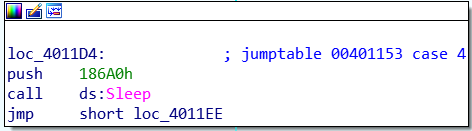 loc_4011D4: ; jumptable 00401153 case 4
push 186A0h
call ds:Sleep
jmp short loc_4011EE